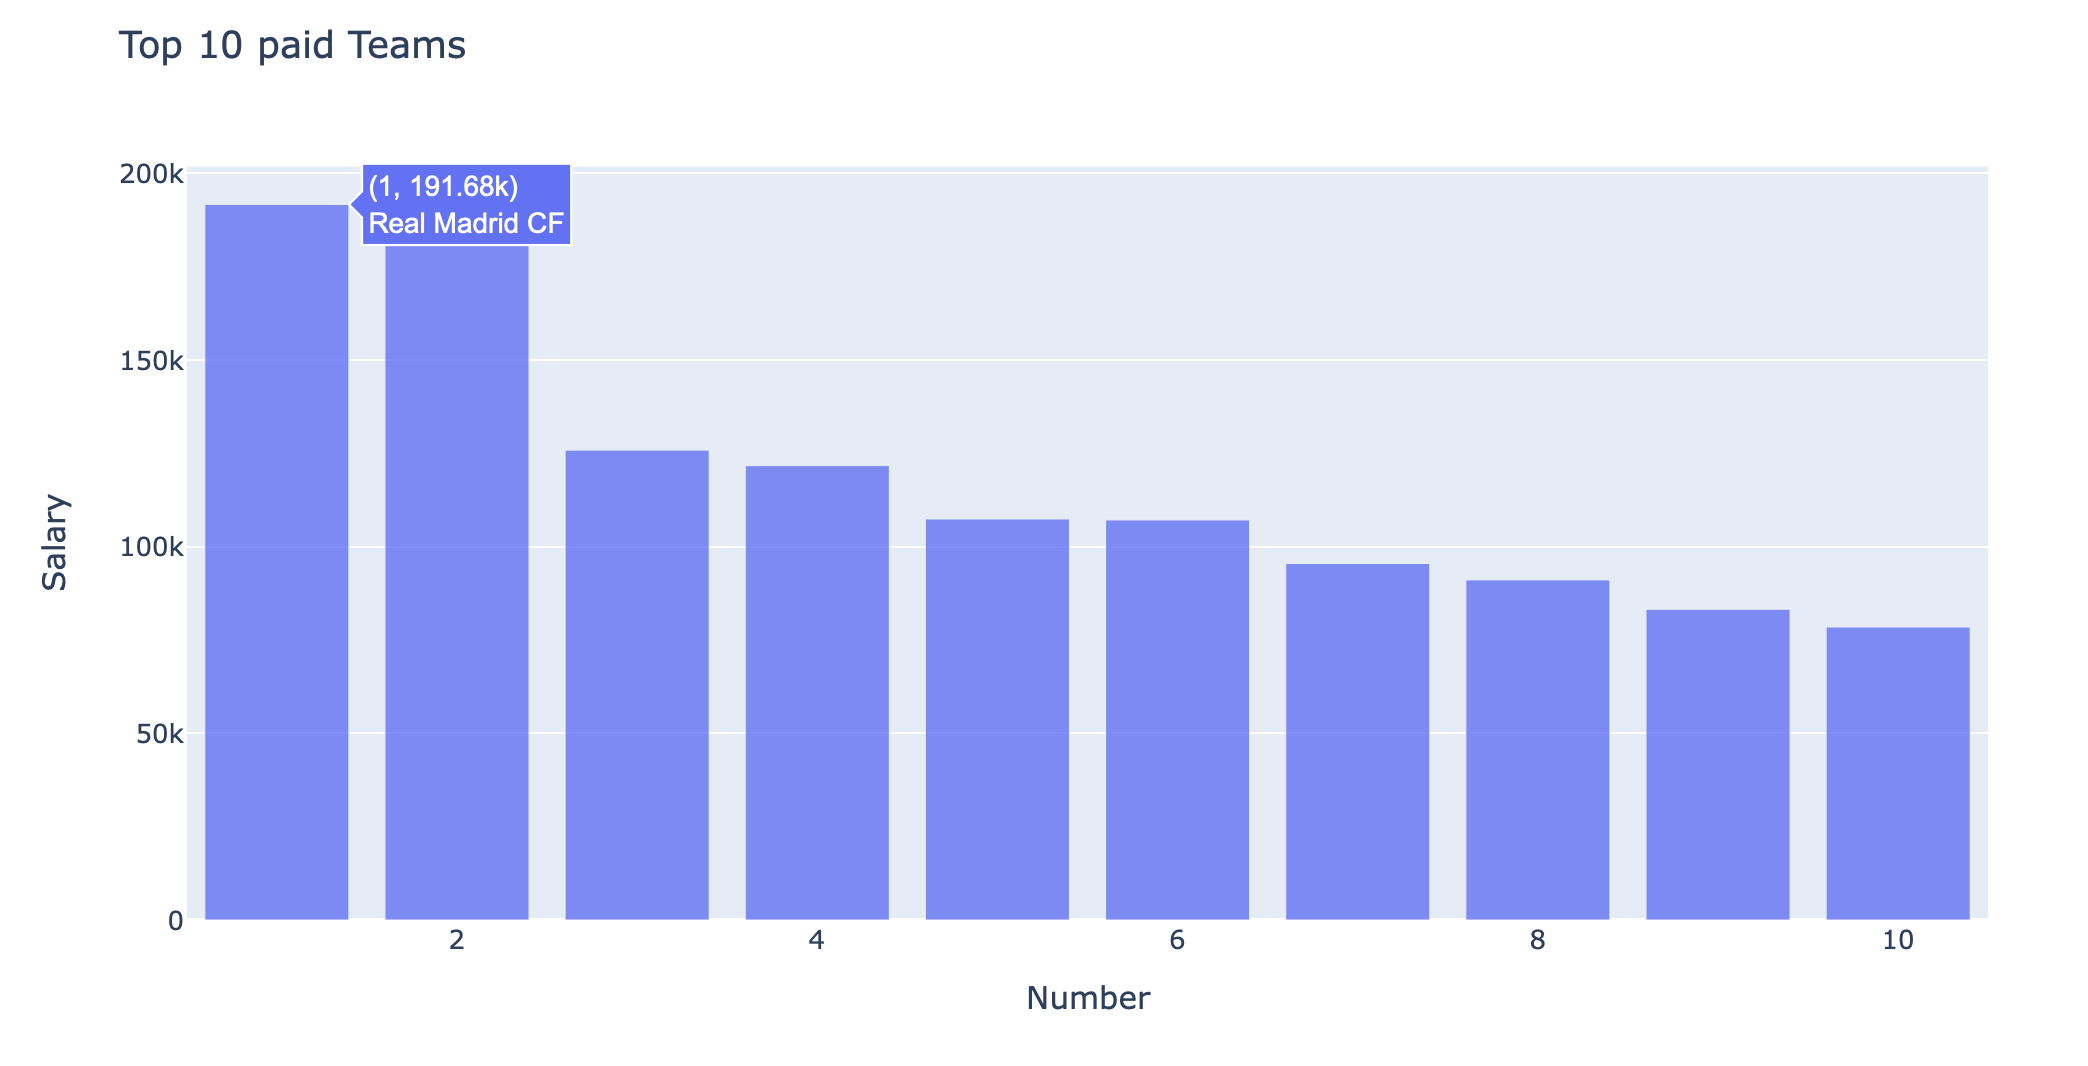 Top 10 paid Teams
200k
(1, 191.68k)
Real Madrid CF
150k
100k
50k
0
Salary
2 4 6 8 10
Number